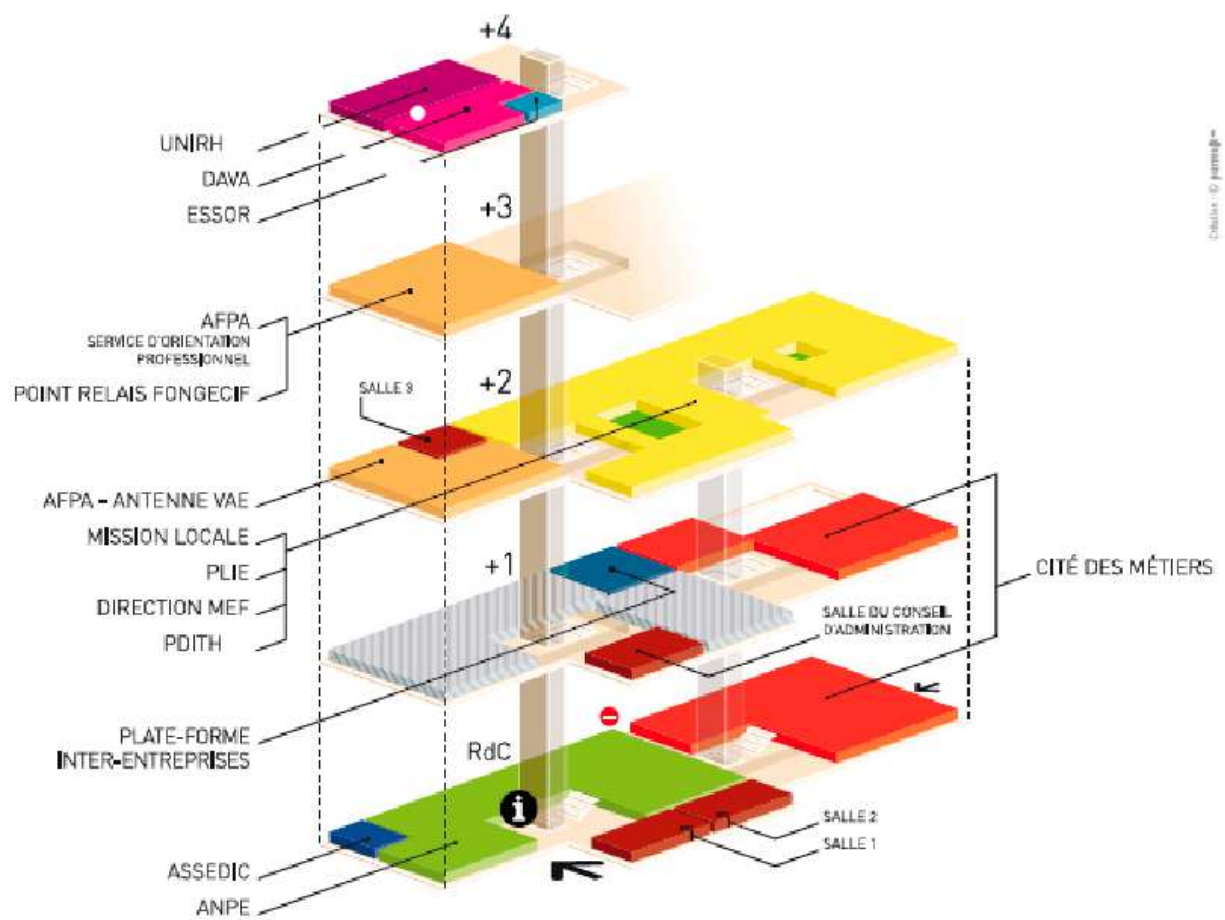 +4
UNIRH
DAVA
ESSOR
+3
AFPA
SERVICE D'ORIENTATION
PROFESSIONNEL
POINT RELAIS FONGECIF
SALLE 3
+2
AFPA - ANTENNE VAE
MISSION LOCALE
PLIE
DIRECTION MEF
PDITH
+1
CITÉ DES MÉTIERS
SALLE DU CONSEIL
D'ADMINISTRATION
PLATE-FORME
INTER-ENTREPRISES
RdC
i
SALLE 2
SALLE 1
ASSEDIC
ANPE